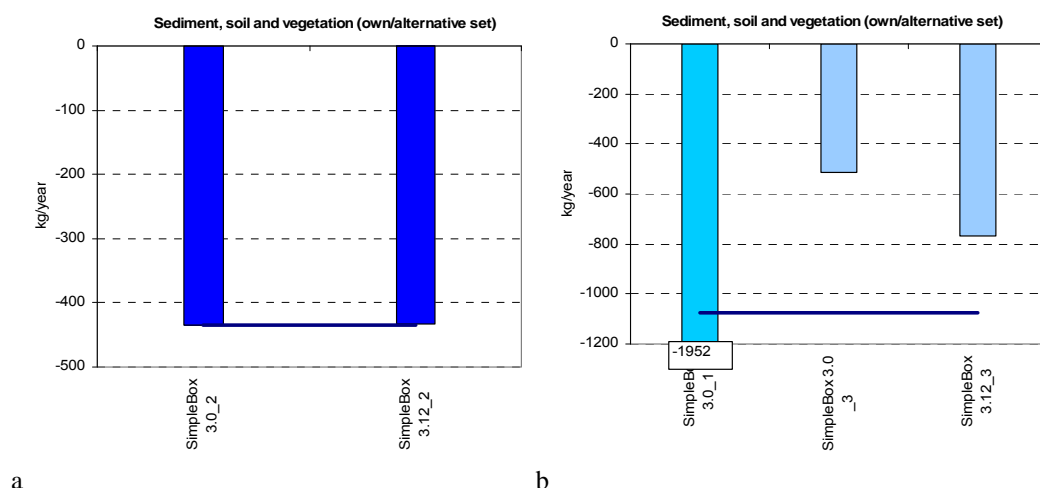 Sediment, soil and vegetation (own/alternative set)
0
-100
-200
-300
-400
-500
kg/year
SimpleBox
3.0_2
SimpleBox
3.12_2
a
Sediment, soil and vegetation (own/alternative set)
0
-200
-400
-600
-800
-1000
-1200
kg/year
-1952
SimpleBo
3.0_1
SimpleBox 3.0
_3
SimpleBox
3.12_3
b